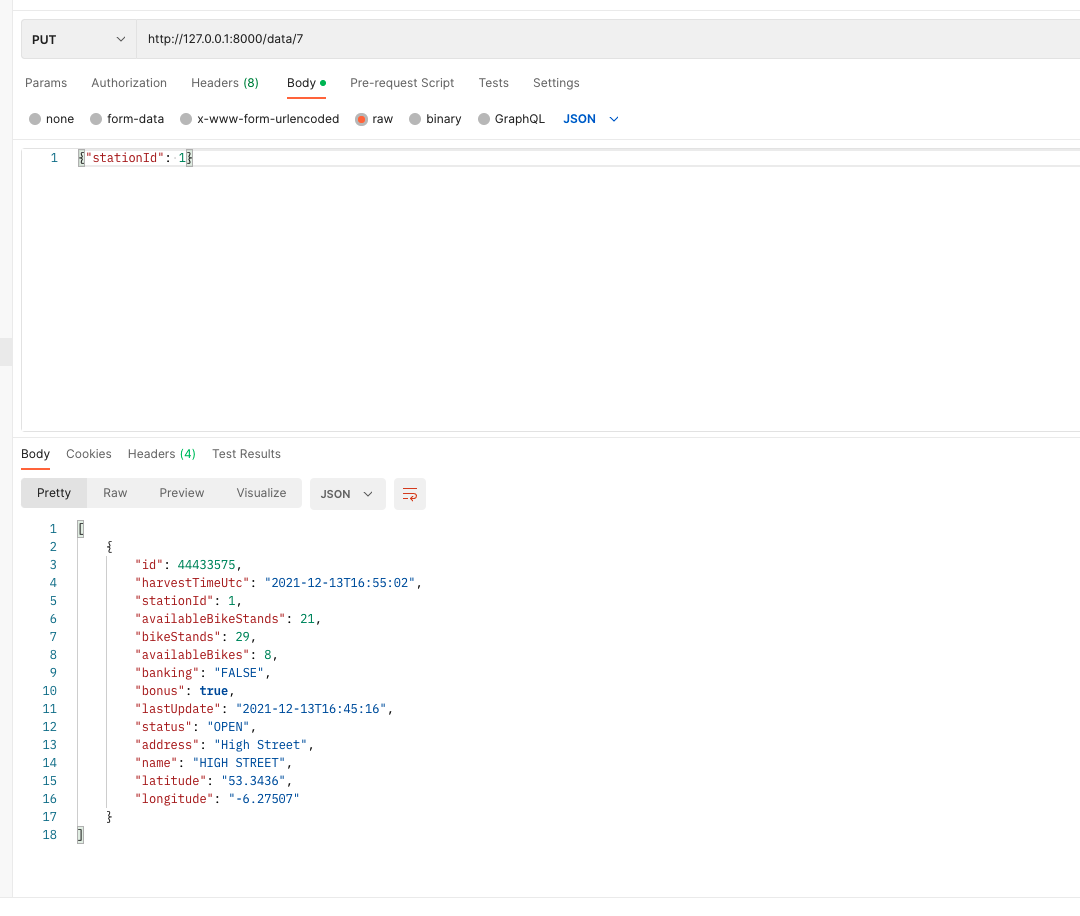 PUT http://127.0.0.1:8000/data/7
Params Authorization Headers (8) Body Pre-request Script Tests Settings
none form-data x-www-form-urlencoded raw binary GraphQL JSON
1 {"stationId": 1}
Body Cookies Headers (4) Test Results
Pretty Raw Preview Visualize JSON
1 [
2 {
3 "id": 44433575,
4 "harvestTimeUtc": "2021-12-13T16:55:02",
5 "stationId": 1,
6 "availableBikeStands": 21,
7 "bikeStands": 29,
8 "availableBikes": 8,
9 "banking": "FALSE",
10 "bonus": true,
11 "lastUpdate": "2021-12-13T16:45:16",
12 "status": "OPEN",
13 "address": "High Street",
14 "name": "HIGH STREET",
15 "latitude": "53.3436",
16 "longitude": "-6.27507"
17 }
18 ]